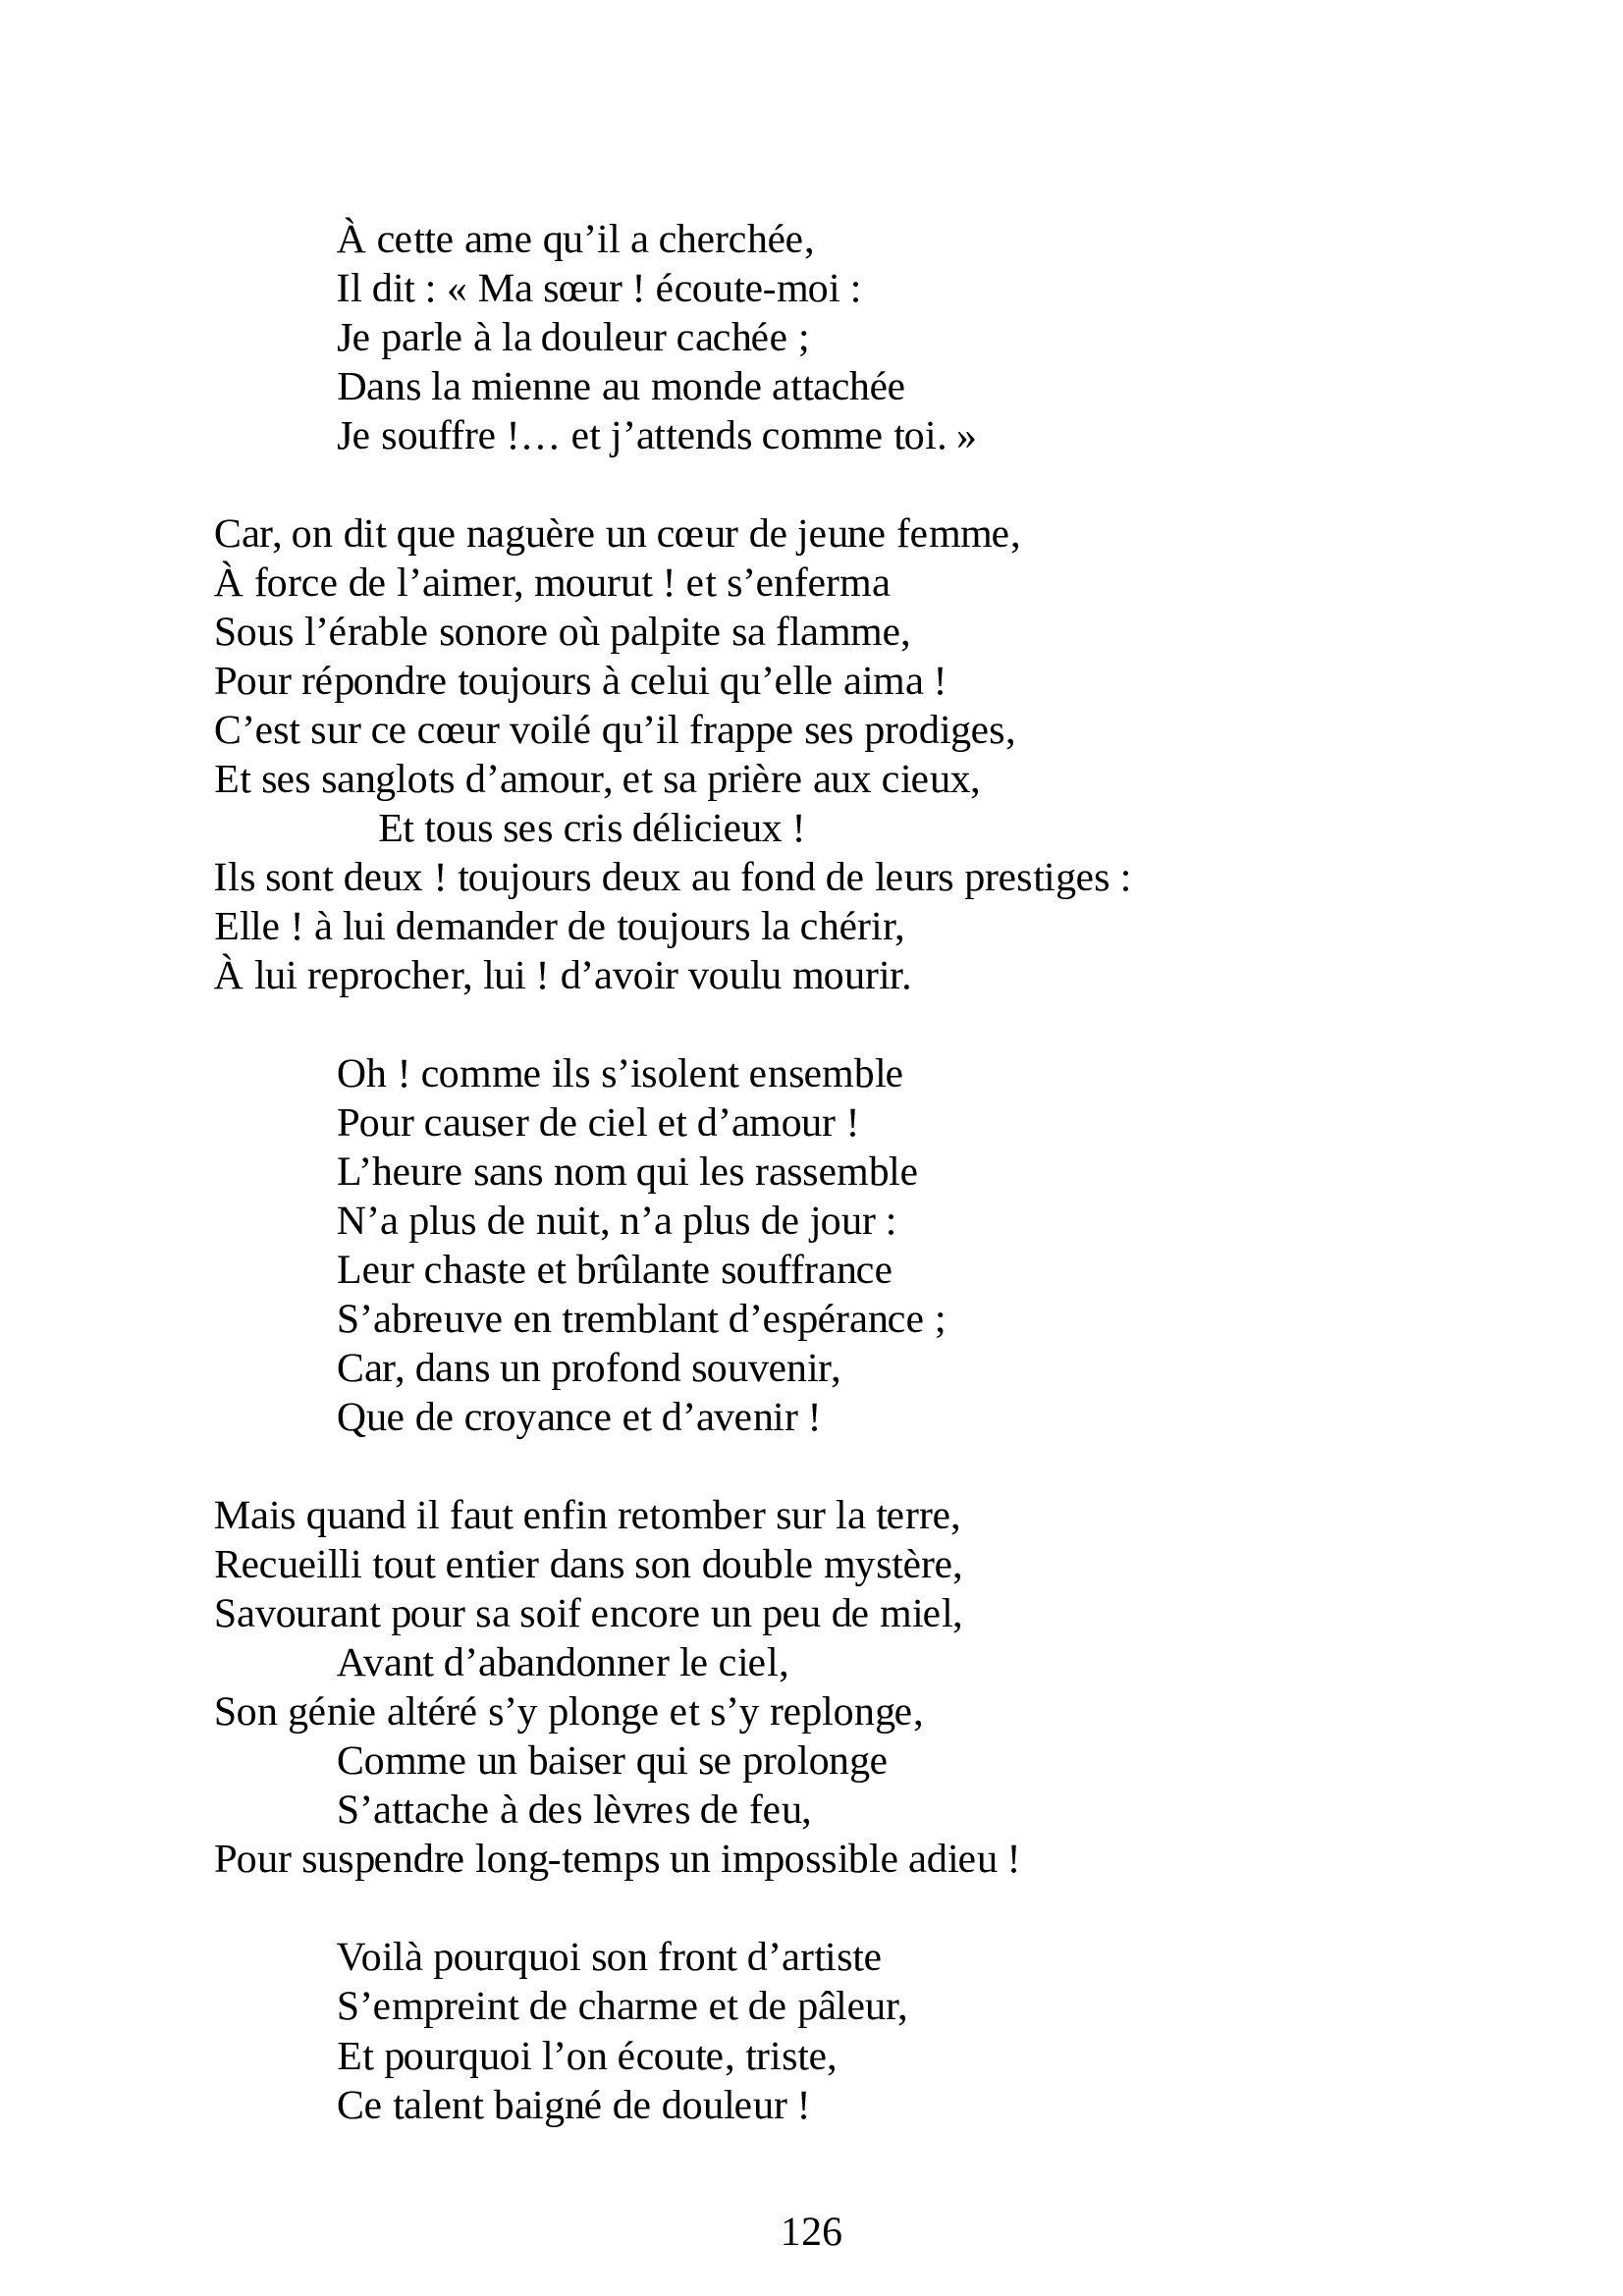 À cette ame qu’il a cherchée,
Il dit : « Ma sœur ! écoute-moi :
Je parle à la douleur cachée ;
Dans la mienne au monde attachée
Je souffre !… et j’attends comme toi. »
Car, on dit que naguère un cœur de jeune femme,
À force de l’aimer, mourut ! et s’enferma
Sous l’érable sonore où palpite sa flamme,
Pour répondre toujours à celui qu’elle aima !
C’est sur ce cœur voilé qu’il frappe ses prodiges,
Et ses sanglots d’amour, et sa prière aux cieux,
Et tous ses cris délicieux !
Ils sont deux ! toujours deux au fond de leurs prestiges :
Elle ! à lui demander de toujours la chérir,
À lui reprocher, lui ! d’avoir voulu mourir.
Oh ! comme ils s’isolent ensemble
Pour causer de ciel et d’amour !
L’heure sans nom qui les rassemble
N’a plus de nuit, n’a plus de jour :
Leur chaste et brûlante souffrance
S’abreuve en tremblant d’espérance ;
Car, dans un profond souvenir,
Que de croyance et d’avenir !
Mais quand il faut enfin retomber sur la terre,
Recueilli tout entier dans son double mystère,
Savourant pour sa soif encore un peu de miel,
Avant d’abandonner le ciel,
Son génie altéré s’y plonge et s’y replonge,
Comme un baiser qui se prolonge
S’attache à des lèvres de feu,
Pour suspendre long-temps un impossible adieu !
Voilà pourquoi son front d’artiste
S’empreint de charme et de pâleur,
Et pourquoi l’on écoute, triste,
Ce talent baigné de douleur !
126